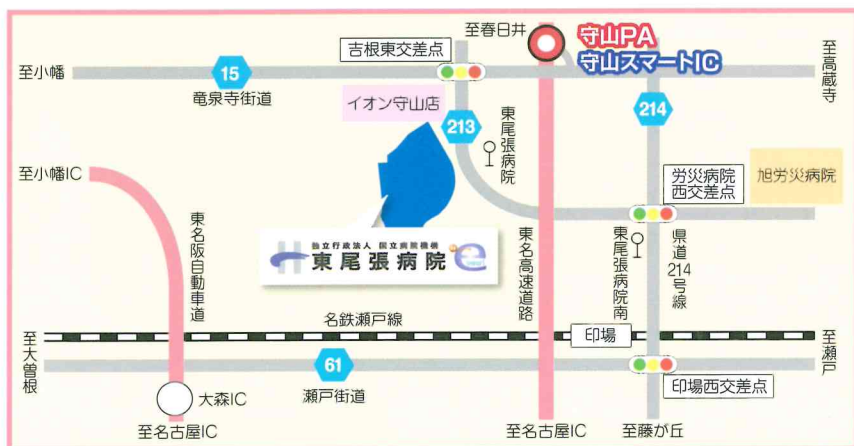 至春日井
守山PA
守山スマートIC
吉根東交差点
至小幡
15
竜泉寺街道
至高蔵寺
イオン守山店
213
東尾張病院
214
至小幡IC
労災病院
西交差点
旭労災病院
独立行政法人 国立病院機構
東尾張病院
東名阪自動車道
東名高速道路
東尾張病院南
県道214号線
名鉄瀬戸線
印場
至大曽根
至瀬戸
61
瀬戸街道
印場西交差点
大森IC
至名古屋IC
至名古屋IC
至藤が丘